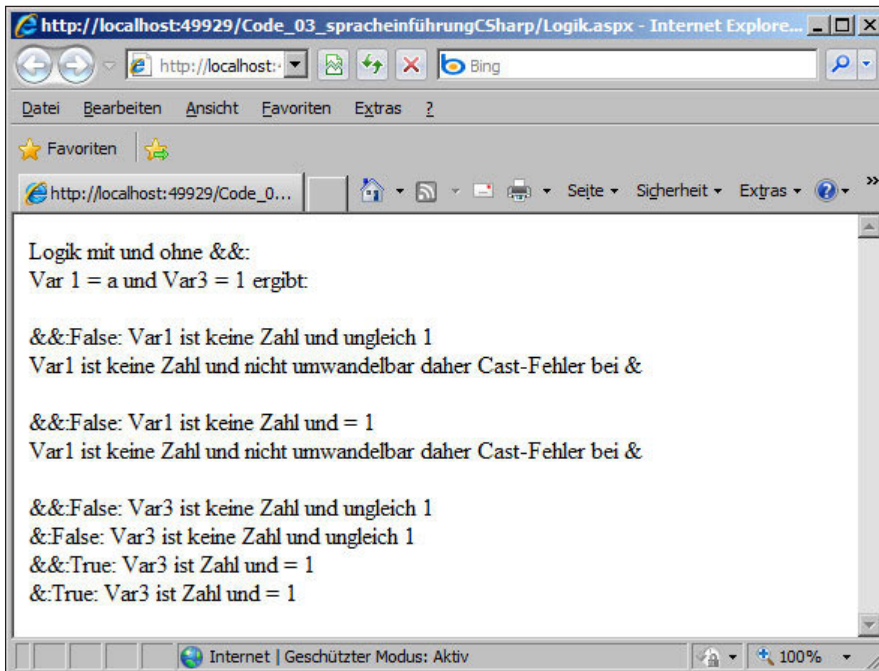 http://localhost:49929/Code_03_spracheinführungCSharp/Logik.aspx - Internet Explore...
http://localhost: Bing
Datei Bearbeiten Ansicht Favoriten Extras ?
Favoriten
http://localhost:49929/Code_0... Seite Sicherheit Extras »
Logik mit und ohne &&:
Var 1 = a und Var3 = 1 ergibt:
&&:False: Var1 ist keine Zahl und ungleich 1
Var1 ist keine Zahl und nicht umwandelbar daher Cast-Fehler bei &
&&:False: Var1 ist keine Zahl und = 1
Var1 ist keine Zahl und nicht umwandelbar daher Cast-Fehler bei &
&&:False: Var3 ist keine Zahl und ungleich 1
&:False: Var3 ist keine Zahl und ungleich 1
&&:True: Var3 ist Zahl und = 1
&:True: Var3 ist Zahl und = 1
Internet | Geschützter Modus: Aktiv 100%